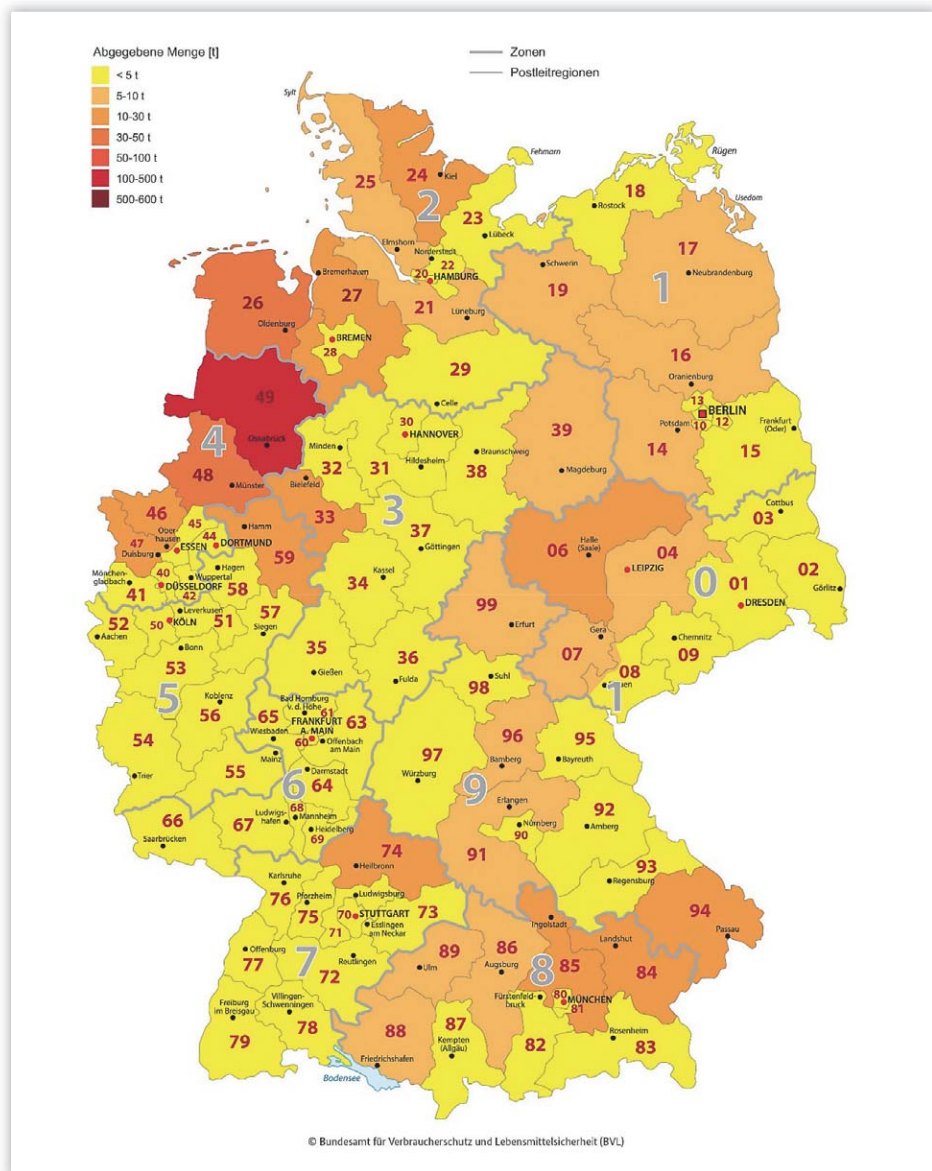 Abgegebene Menge [t]
< 5 t
5-10 t
10-30 t
30-50 t
50-100 t
100-500 t
500-600 t
Zonen
Postleitregionen
Sylt
Fehmarn
Rügen
Usedom
25
24
Kiel
2
23
Lübeck
18
Rostock
17
Neubrandenburg
1
Elmshorn
Norderstedt
22
20
HAMBURG
Schwerin
19
Bremerhaven
27
21
Lüneburg
26
Oldenburg
BREMEN
28
29
Celle
16
Oranienburg
13
BERLIN
10
12
Potsdam
14
Frankfurt
(Oder)
15
49
Osnabrück
4
30
HANNOVER
Minden
32
31
Hildesheim
Braunschweig
38
39
Magdeburg
48
Münster
Bielefeld
33
3
37
Göttingen
Cottbus
03
46
45
Ober-
hausen
44
47
Duisburg
ESSEN
DORTMUND
Hamm
59
06
Halle
(Saale)
04
LEIPZIG
0
01
DRESDEN
02
Görlitz
Mönchen-
gladbach
40
Wuppertal
Hagen
DÜSSELDORF
41
42
58
34
Kassel
99
Erfurt
Gera
07
Chemnitz
09
08
1
52
Aachen
Leverkusen
50
KÖLN
51
57
Siegen
Bonn
53
5
35
Gießen
36
Fulda
98
Suhl
Koblenz
56
Bad Homburg
v. d. Höhe
61
65
FRANKFURT
A. MAIN
63
Wiesbaden
60
Offenbach
am Main
54
Mainz
Trier
55
Darmstadt
64
6
97
Würzburg
96
Bamberg
95
Bayreuth
9
66
Saarbrücken
67
68
Ludwigs-
hafen
Mannheim
Heidelberg
69
Erlangen
Nürnberg
90
92
Amberg
74
Heilbronn
91
93
Regensburg
Karlsruhe
76
Pforzheim
75
Ludwigsburg
70
STUTTGART
73
71
Esslingen
am Neckar
Ingolstadt
94
Passau
Landshut
Offenburg
77
7
Reutlingen
72
89
Ulm
86
Augsburg
8
85
84
Fürstenfeld-
bruck
80
MÜNCHEN
81
Freiburg
im Breisgau
79
Villingen-
Schwenningen
78
88
Friedrichshafen
87
Kempten
(Allgäu)
82
Rosenheim
83
Bodensee
© Bundesamt für Verbraucherschutz und Lebensmittelsicherheit (BVL)